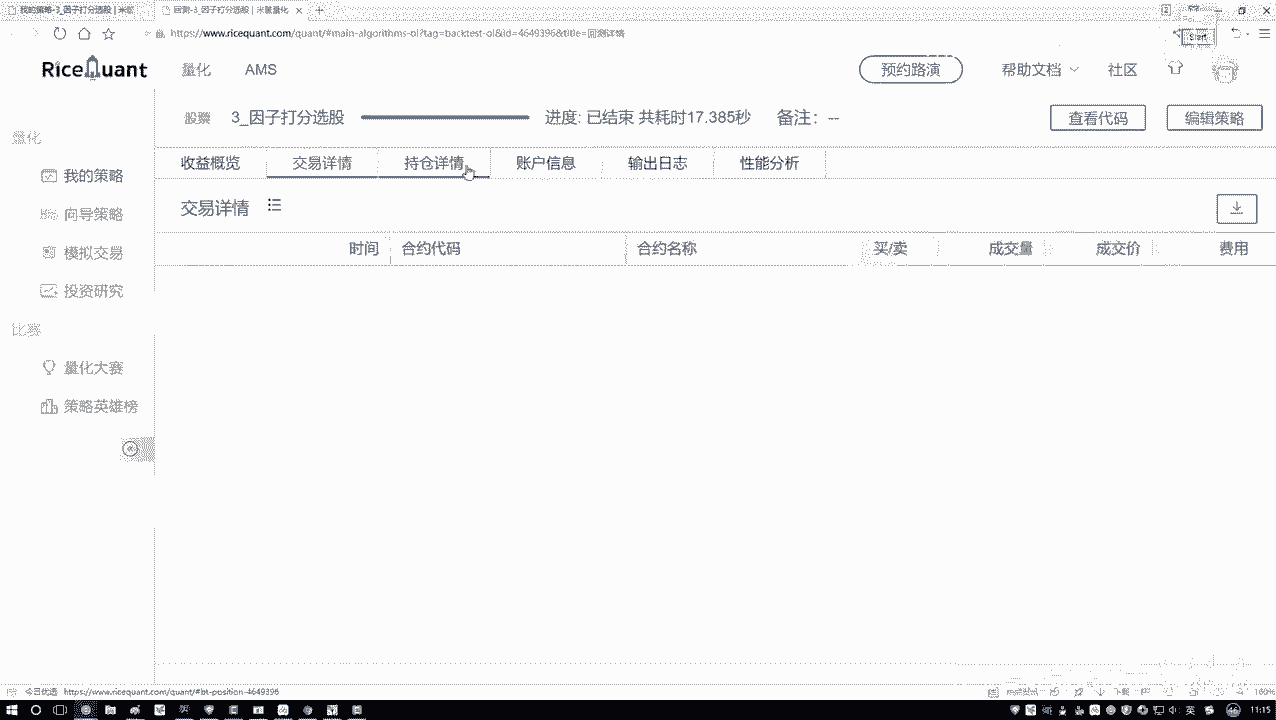 我的策略-3_因子打分选股 | 米筐
回测-3_因子打分选股 | 米筐量化
https://www.ricequant.com/quant/#main-algorithms-ol?tag=backtest-ol&id=4649396&title=回测详情
RiceQuant 量化 AMS 预约路演 帮助文档 社区
股票 3_因子打分选股 进度: 已结束 共耗时17.385秒 备注: -- 查看代码 编辑策略
量化
我的策略
向导策略
模拟交易
投资研究
比赛
量化大赛
策略英雄榜
收益概览 交易详情 持仓详情 账户信息 输出日志 性能分析
交易详情
时间 合约代码 合约名称 买/卖 成交量 成交价 费用
今日优选 https://www.ricequant.com/quant/#bt-position-4649396
160%
英 11:15